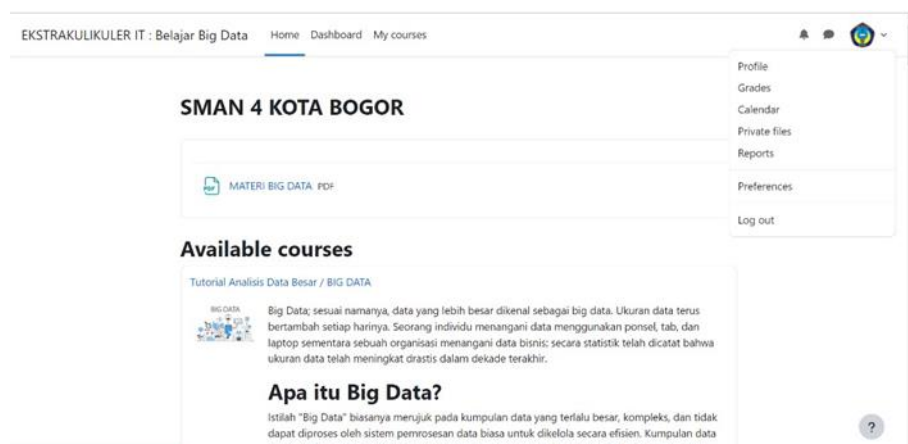 EKSTRAKULIKULER IT : Belajar Big Data Home Dashboard My courses
Profile
Grades
Calendar
Private files
Reports
Preferences
Log out
SMAN 4 KOTA BOGOR
PDF MATERI BIG DATA PDF
Available courses
Tutorial Analisis Data Besar / BIG DATA
BIG DATA
Big Data; sesuai namanya, data yang lebih besar dikenal sebagai big data. Ukuran data terus
bertambah setiap harinya. Seorang individu menangani data menggunakan ponsel, tab, dan
laptop sementara sebuah organisasi menangani data bisnis; secara statistik telah dicatat bahwa
ukuran data telah meningkat drastis dalam dekade terakhir.
Apa itu Big Data?
Istilah "Big Data" biasanya merujuk pada kumpulan data yang terlalu besar, kompleks, dan tidak
dapat diproses oleh sistem pemrosesan data biasa untuk dikelola secara efisien. Kumpulan data
?